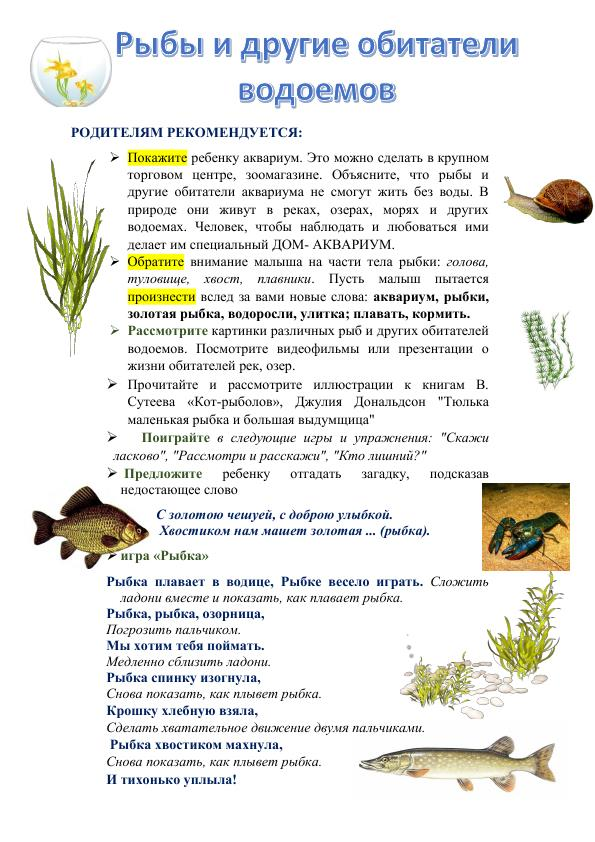 Рыбы и другие обитатели
водоемов
РОДИТЕЛЯМ РЕКОМЕНДУЕТСЯ:
➢ Покажите ребенку аквариум. Это можно сделать в крупном
торговом центре, зоомагазине. Объясните, что рыбы и
другие обитатели аквариума не смогут жить без воды. В
природе они живут в реках, озерах, морях и других
водоемах. Человек, чтобы наблюдать и любоваться ими
делает им специальный ДОМ- АКВАРИУМ.
➢ Обратите внимание малыша на части тела рыбки: голова,
туловище, хвост, плавники. Пусть малыш пытается
произнести вслед за вами новые слова: аквариум, рыбки,
золотая рыбка, водоросли, улитка; плавать, кормить.
➢ Рассмотрите картинки различных рыб и других обитателей
водоемов. Посмотрите видеофильмы или презентации о
жизни обитателей рек, озер.
➢ Прочитайте и рассмотрите иллюстрации к книгам В.
Сутеева «Кот-рыболов», Джулия Дональдсон "Тюлька
маленькая рыбка и большая выдумщица"
➢ Поиграйте в следующие игры и упражнения: "Скажи
ласково", "Рассмотри и расскажи", "Кто лишний?"
➢ Предложите ребенку отгадать загадку, подсказав
недостающее слово
С золотою чешуей, с доброю улыбкой.
Хвостиком нам машет золотая ... (рыбка).
➢ игра «Рыбка»
Рыбка плавает в водице, Рыбке весело играть. Сложить
ладони вместе и показать, как плавает рыбка.
Рыбка, рыбка, озорница,
Погрозить пальчиком.
Мы хотим тебя поймать.
Медленно сблизить ладони.
Рыбка спинку изогнула,
Снова показать, как плывет рыбка.
Крошку хлебную взяла,
Сделать хватательное движение двумя пальчиками.
Рыбка хвостиком махнула,
Снова показать, как плывет рыбка.
И тихонько уплыла!